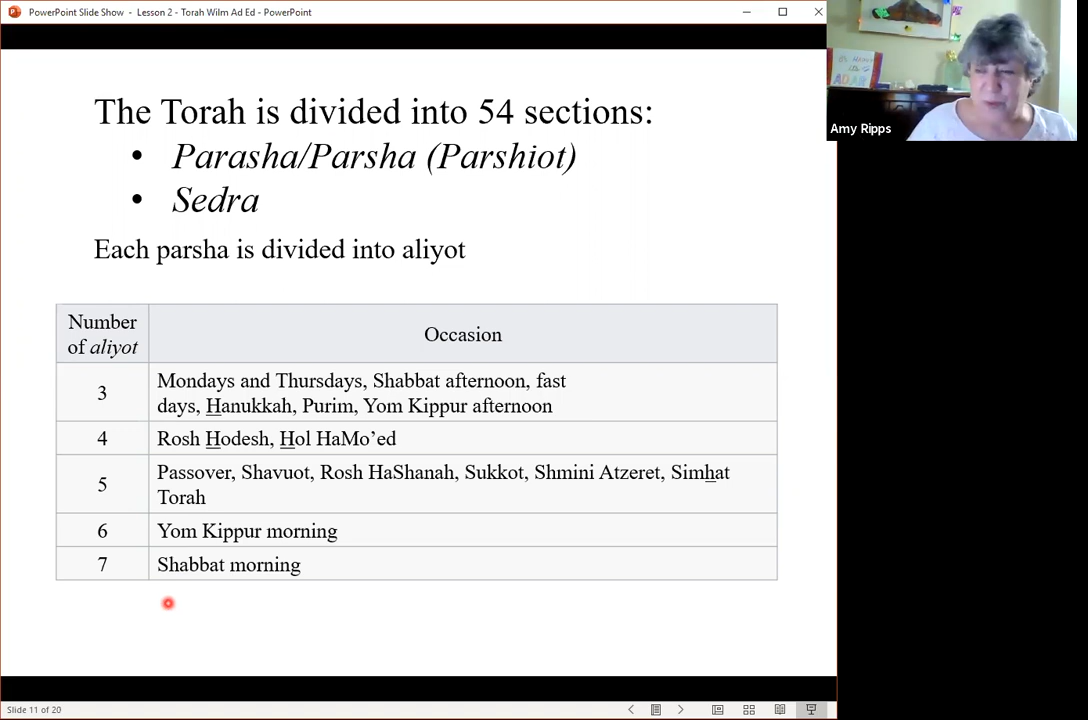 PowerPoint Slide Show - Lesson 2 - Torah Wilm Ad Ed - PowerPoint
The Torah is divided into 54 sections:
• Parasha/Parsha (Parshiot)
• Sedra
Each parsha is divided into aliyot
Number
of aliyot
Occasion
3
Mondays and Thursdays, Shabbat afternoon, fast
days, Hanukkah, Purim, Yom Kippur afternoon
4
Rosh Hodesh, Hol HaMo’ed
5
Passover, Shavuot, Rosh HaShanah, Sukkot, Shmini Atzeret, Simhat
Torah
6
Yom Kippur morning
7
Shabbat morning
Slide 11 of 20
ADAR
Amy Ripps